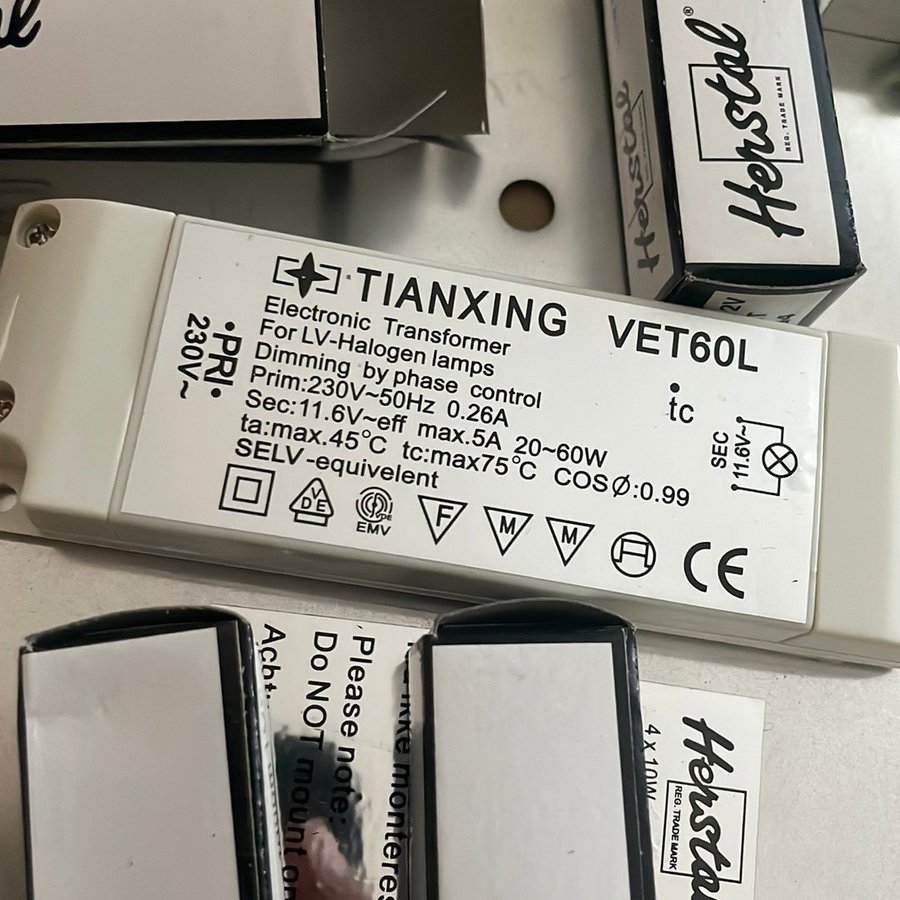 Herstal®
REG. TRADE MARK
Herstal
TIANXING VET60L
Electronic Transformer
For LV-Halogen lamps
Dimming by phase control
Prim:230V~50Hz 0.26A
Sec:11.6V~eff max.5A 20~60W
ta:max.45°C tc:max75°C COSØ:0.99
SELV-equivelent
•PRI•
230V~
tc
SEC
11.6V~
VDE
EMV
F
M
M
CE
Please note:
Do NOT mount on
ikke monteres
4 x 10W
Herstal
REG. TRADE MARK